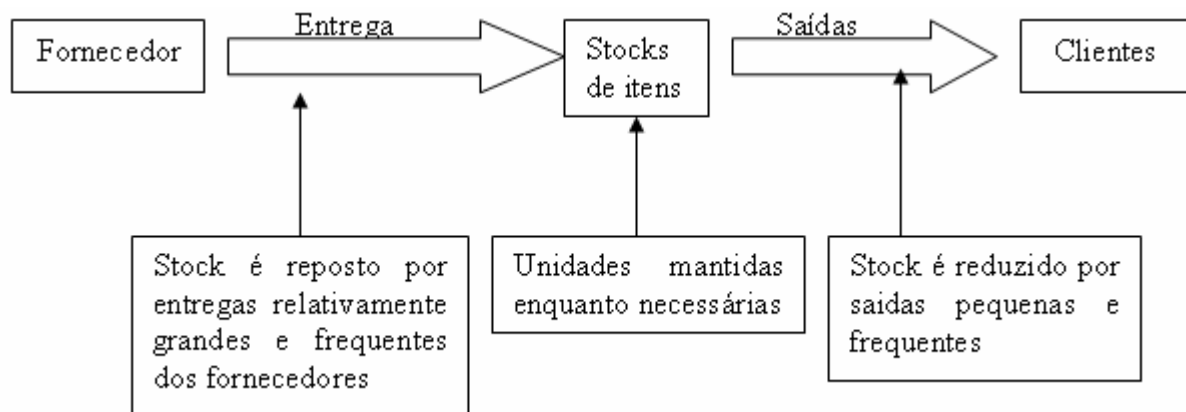 Fornecedor
Entrega
Stocks
de itens
Saídas
Clientes
Stock é reposto por
entregas relativamente
grandes e frequentes
dos fornecedores
Unidades mantidas
enquanto necessárias
Stock é reduzido por
saidas pequenas e
frequentes